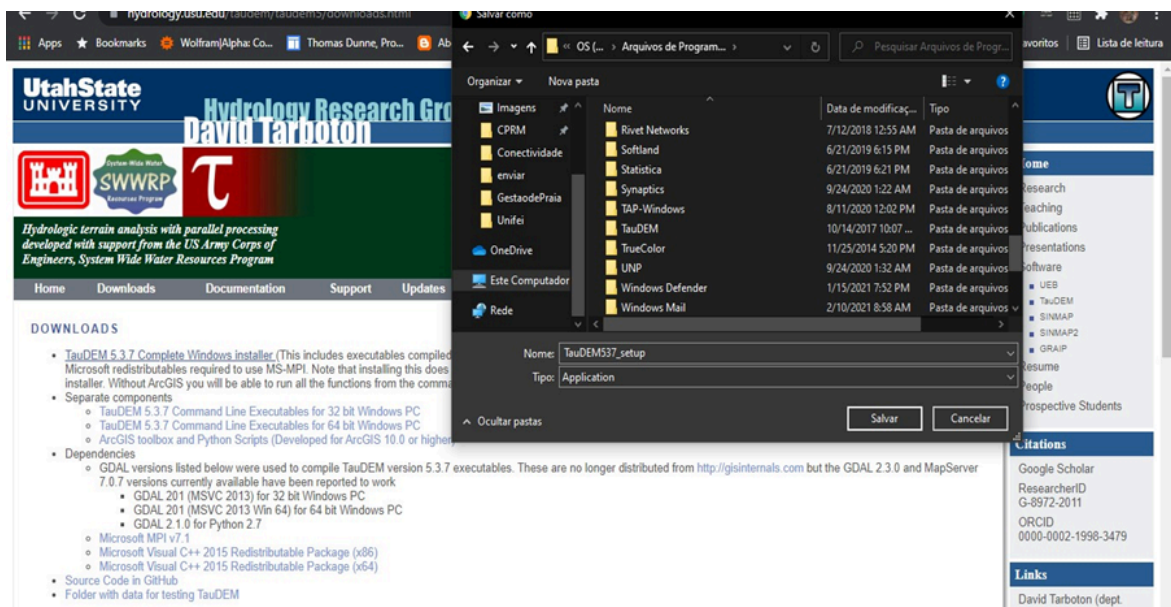 hydrology.usu.edu/taudem/taudem5/downloads.html
Apps
Bookmarks
Wolfram|Alpha: Co...
Thomas Dunne, Pro...
Ab
Salvar como
OS (... › Arquivos de Program... ›
Pesquisar Arquivos de Progr...
Lista de leitura
Organizar
Nova pasta
Imagens
CPRM
Conectividade
enviar
GestaodePraia
Unifei
OneDrive
Este Computador
Rede
Nome
Data de modificaç...
Tipo
Rivet Networks 7/12/2018 12:55 AM Pasta de arquivos
Softland 6/21/2019 6:15 PM Pasta de arquivos
Statistica 6/21/2019 6:21 PM Pasta de arquivos
Synaptics 9/24/2020 1:22 AM Pasta de arquivos
TAP-Windows 8/11/2020 12:02 PM Pasta de arquivos
TauDEM 10/14/2017 10:07 ... Pasta de arquivos
TrueColor 11/25/2014 5:20 PM Pasta de arquivos
UNP 9/24/2020 1:32 AM Pasta de arquivos
Windows Defender 1/15/2021 7:52 PM Pasta de arquivos
Windows Mail 2/10/2021 8:58 AM Pasta de arquivos
Nome: TauDEM537_setup
Tipo: Application
Ocultar pastas
Salvar
Cancelar
UtahState
UNIVERSITY
Hydrology Research Gro
David Tarboton
System Wide Water
SWWRP
Resources Program
τ
Hydrologic terrain analysis with parallel processing
developed with support from the US Army Corps of
Engineers, System Wide Water Resources Program
Home Downloads Documentation Support Updates
DOWNLOADS
TauDEM 5.3.7 Complete Windows installer (This includes executables compiled
Microsoft redistributables required to use MS-MPI. Note that installing this does
installer. Without ArcGIS you will be able to run all the functions from the comma
Separate components
TauDEM 5.3.7 Command Line Executables for 32 bit Windows PC
TauDEM 5.3.7 Command Line Executables for 64 bit Windows PC
ArcGIS toolbox and Python Scripts (Developed for ArcGIS 10.0 or higher)
Dependencies
GDAL versions listed below were used to compile TauDEM version 5.3.7 executables. These are no longer distributed from http://gisinternals.com but the GDAL 2.3.0 and MapServer
7.0.7 versions currently available have been reported to work
GDAL 201 (MSVC 2013) for 32 bit Windows PC
GDAL 201 (MSVC 2013 Win 64) for 64 bit Windows PC
GDAL 2.1.0 for Python 2.7
Microsoft MPI v7.1
Microsoft Visual C++ 2015 Redistributable Package (x86)
Microsoft Visual C++ 2015 Redistributable Package (x64)
Source Code in GitHub
Folder with data for testing TauDEM
ome
esearch
eaching
ublications
resentations
oftware
UEB
TauDEM
SINMAP
SINMAP2
GRAIP
esume
eople
rospective Students
Citations
Google Scholar
ResearcherID
G-8972-2011
ORCID
0000-0002-1998-3479
Links
David Tarboton (dept.